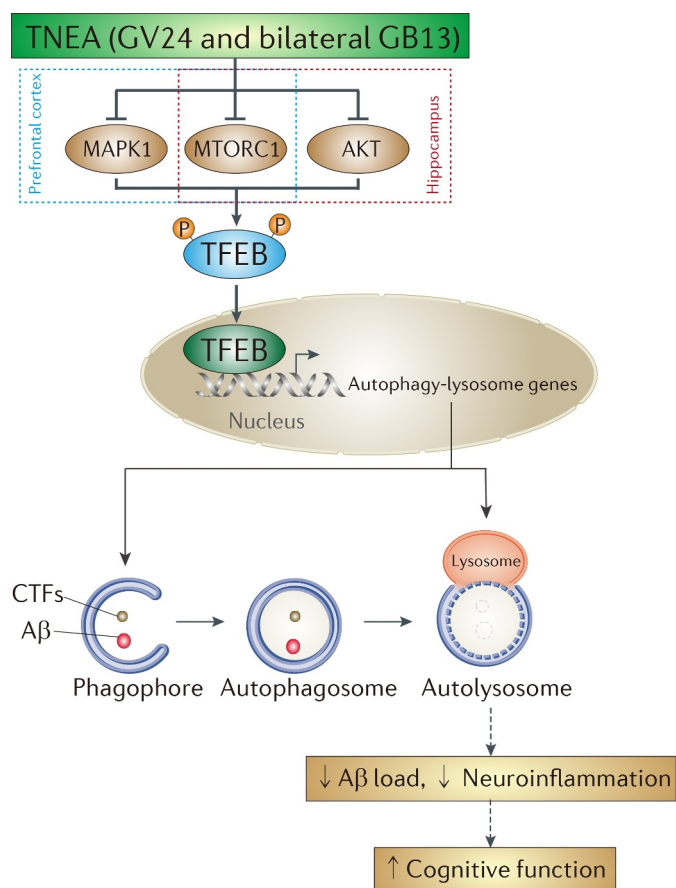 TNEA (GV24 and bilateral GB13)
Prefrontal cortex
Hippocampus
MAPK1
MTORC1
AKT
P
P
TFEB
TFEB
Autophagy-lysosome genes
Nucleus
Lysosome
CTFs
Aβ
Phagophore
Autophagosome
Autolysosome
↓ Aβ load, ↓ Neuroinflammation
↑ Cognitive function